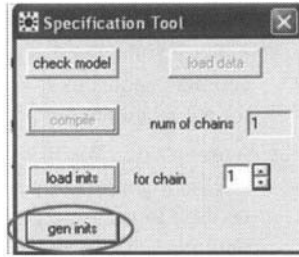 Specification Tool
check model load data
compile num of chains 1
load inits for chain 1
gen inits